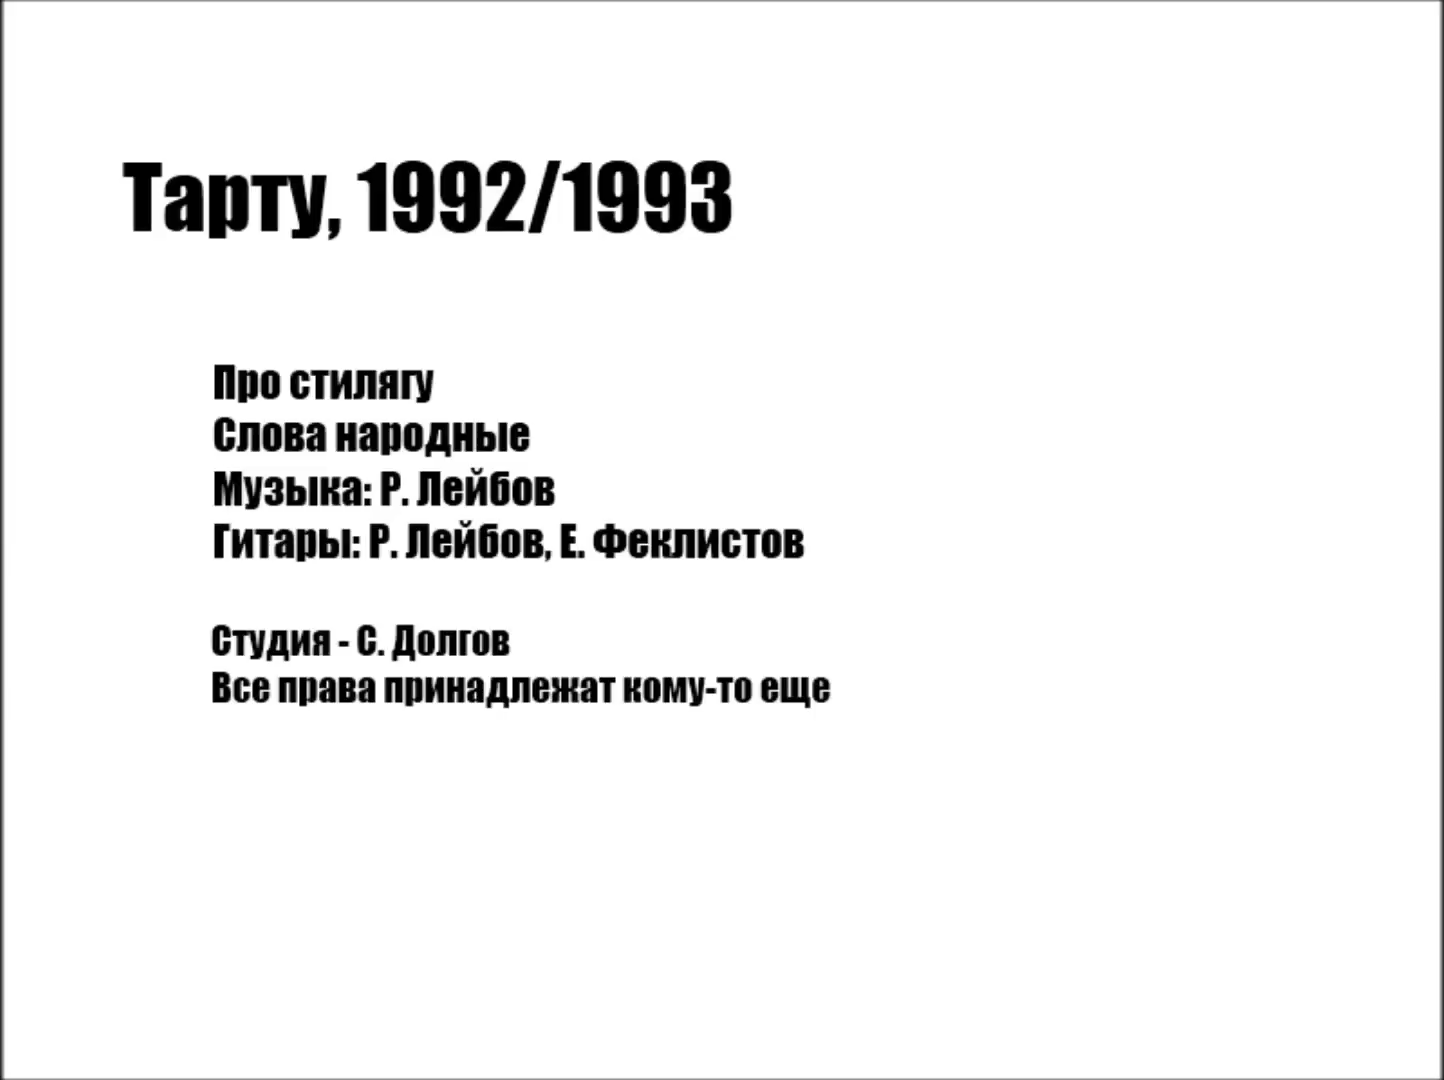 Тарту, 1992/1993
Про стилягу
Слова народные
Музыка: Р. Лейбов
Гитары: Р. Лейбов, Е. Феклистов
Студия - С. Долгов
Все права принадлежат кому-то еще